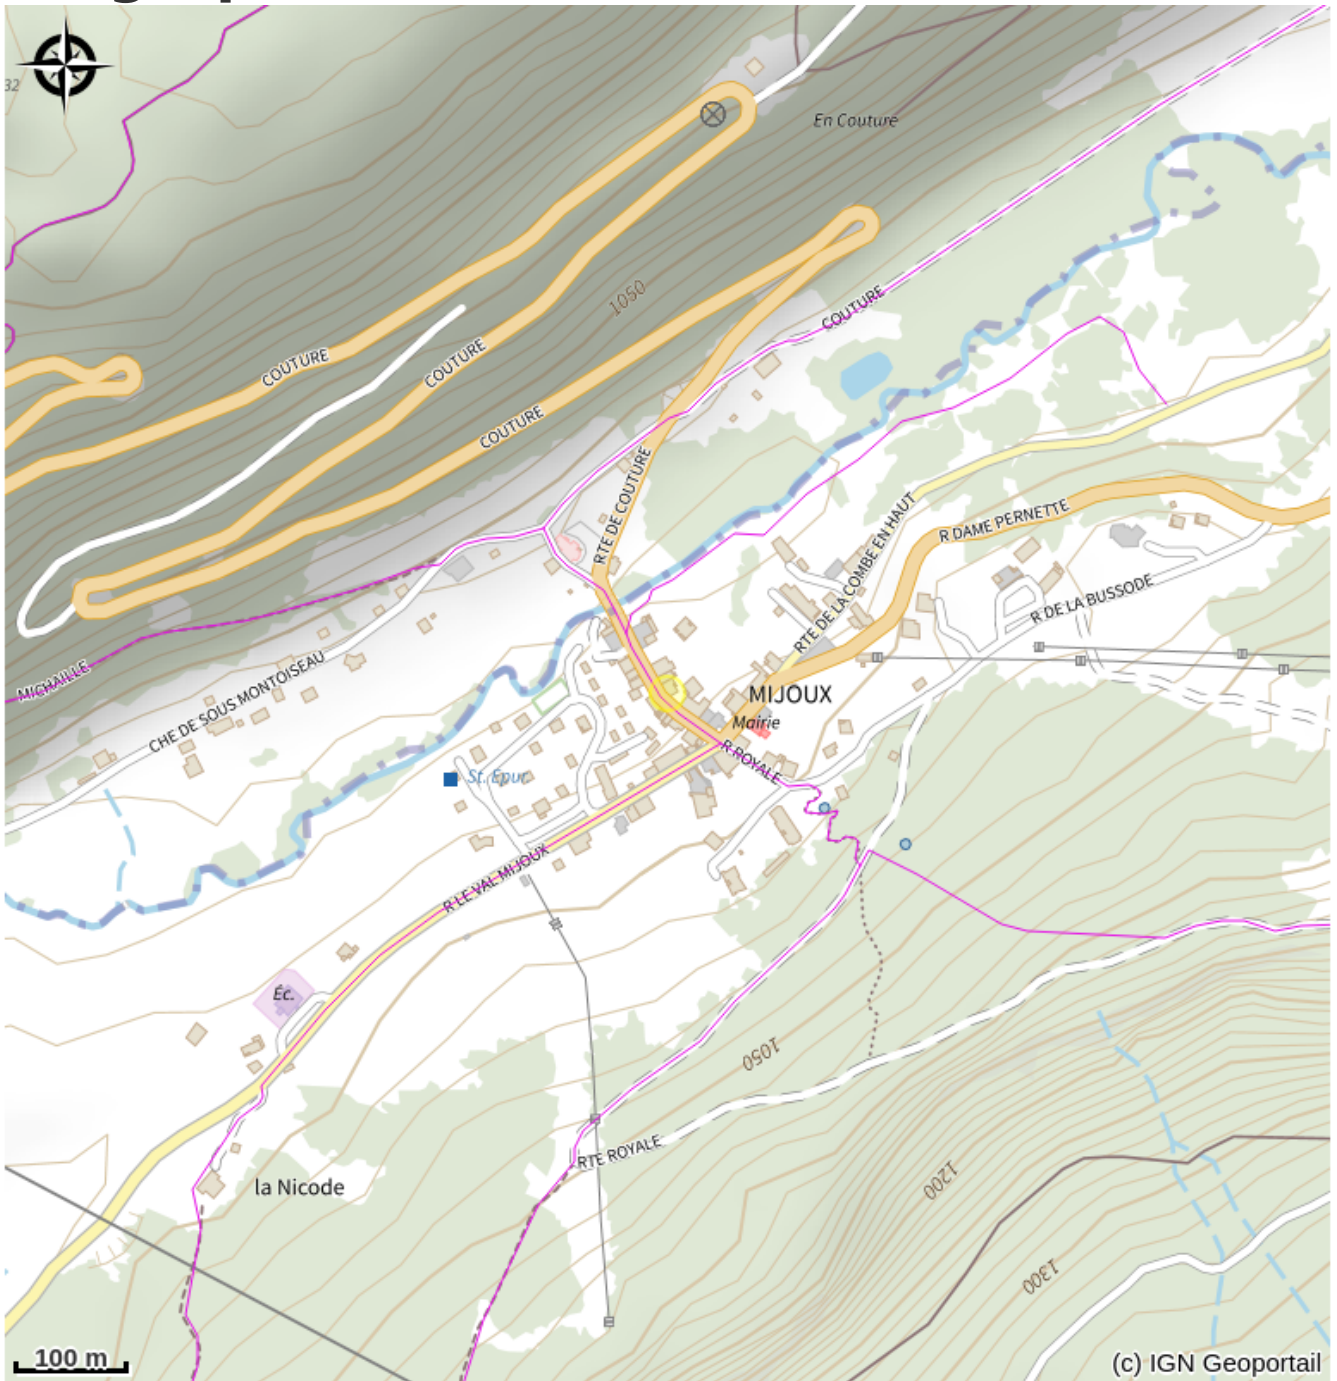 32
En Couture
1050
COUTURE
COUTURE
COUTURE
COUTURE
RTE DE COUTURE
RTE DE LA COMBE EN HAUT
R DAME PERNETTE
R DE LA BUSSODE
MICHAILLE
CHE DE SOUS MONTOISEAU
MIJOUX
Mairie
R ROYALE
St. Epur.
R LE VAL MIJOUX
Éc.
1050
RTE ROYALE
la Nicode
1200
1300
100 m
(c) IGN Geoportail